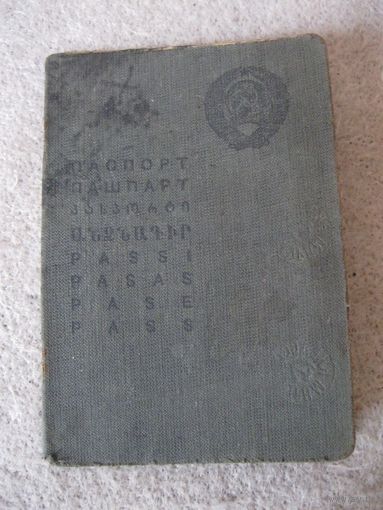 ПАСПОРТ
ПАШПАРТ
ᲞᲐᲡᲞᲝᲠᲢᲘ
ԱՆՁՆԱԳԻՐ
PASSI
PASAS
PASE
PASS